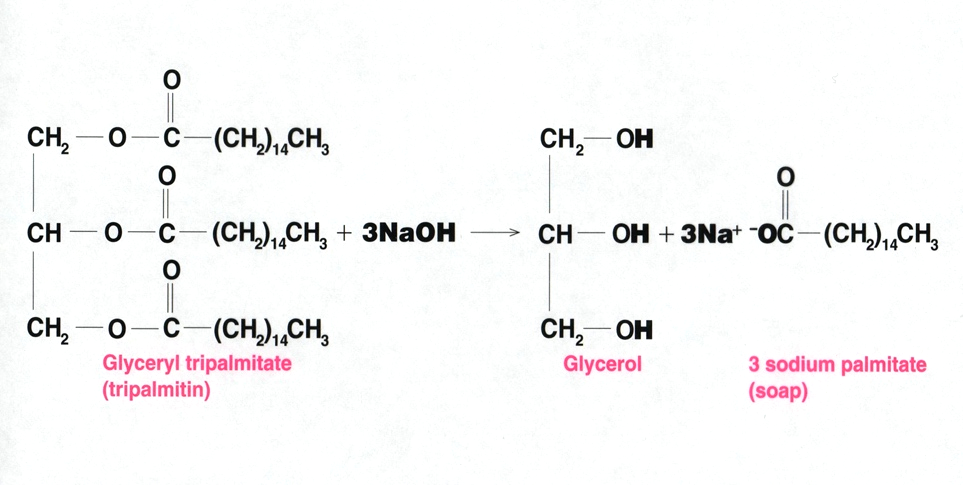 O
CH₂—O—C—(CH₂)₁₄CH₃
CH₂—OH
O
O
CH—O—C—(CH₂)₁₄CH₃ + 3NaOH ⟶ CH—OH + 3Na⁺ ⁻OC—(CH₂)₁₄CH₃
O
CH₂—O—C—(CH₂)₁₄CH₃
CH₂—OH
Glyceryl tripalmitate
(tripalmitin)
Glycerol
3 sodium palmitate
(soap)